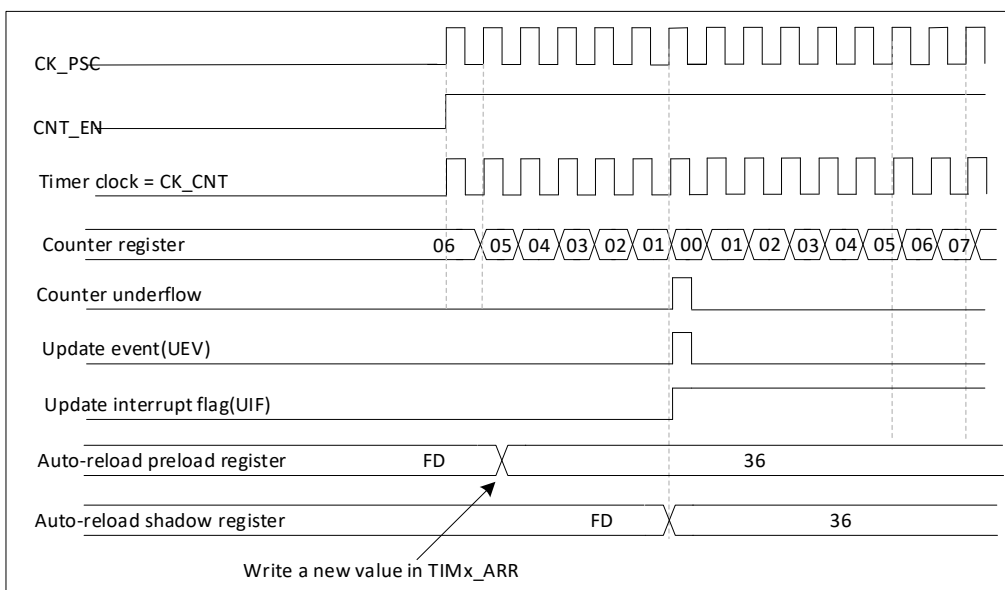 CK_PSC
CNT_EN
Timer clock = CK_CNT
Counter register 06 05 04 03 02 01 00 01 02 03 04 05 06 07
Counter underflow
Update event(UEV)
Update interrupt flag(UIF)
Auto-reload preload register FD 36
Auto-reload shadow register FD 36
Write a new value in TIMx_ARR